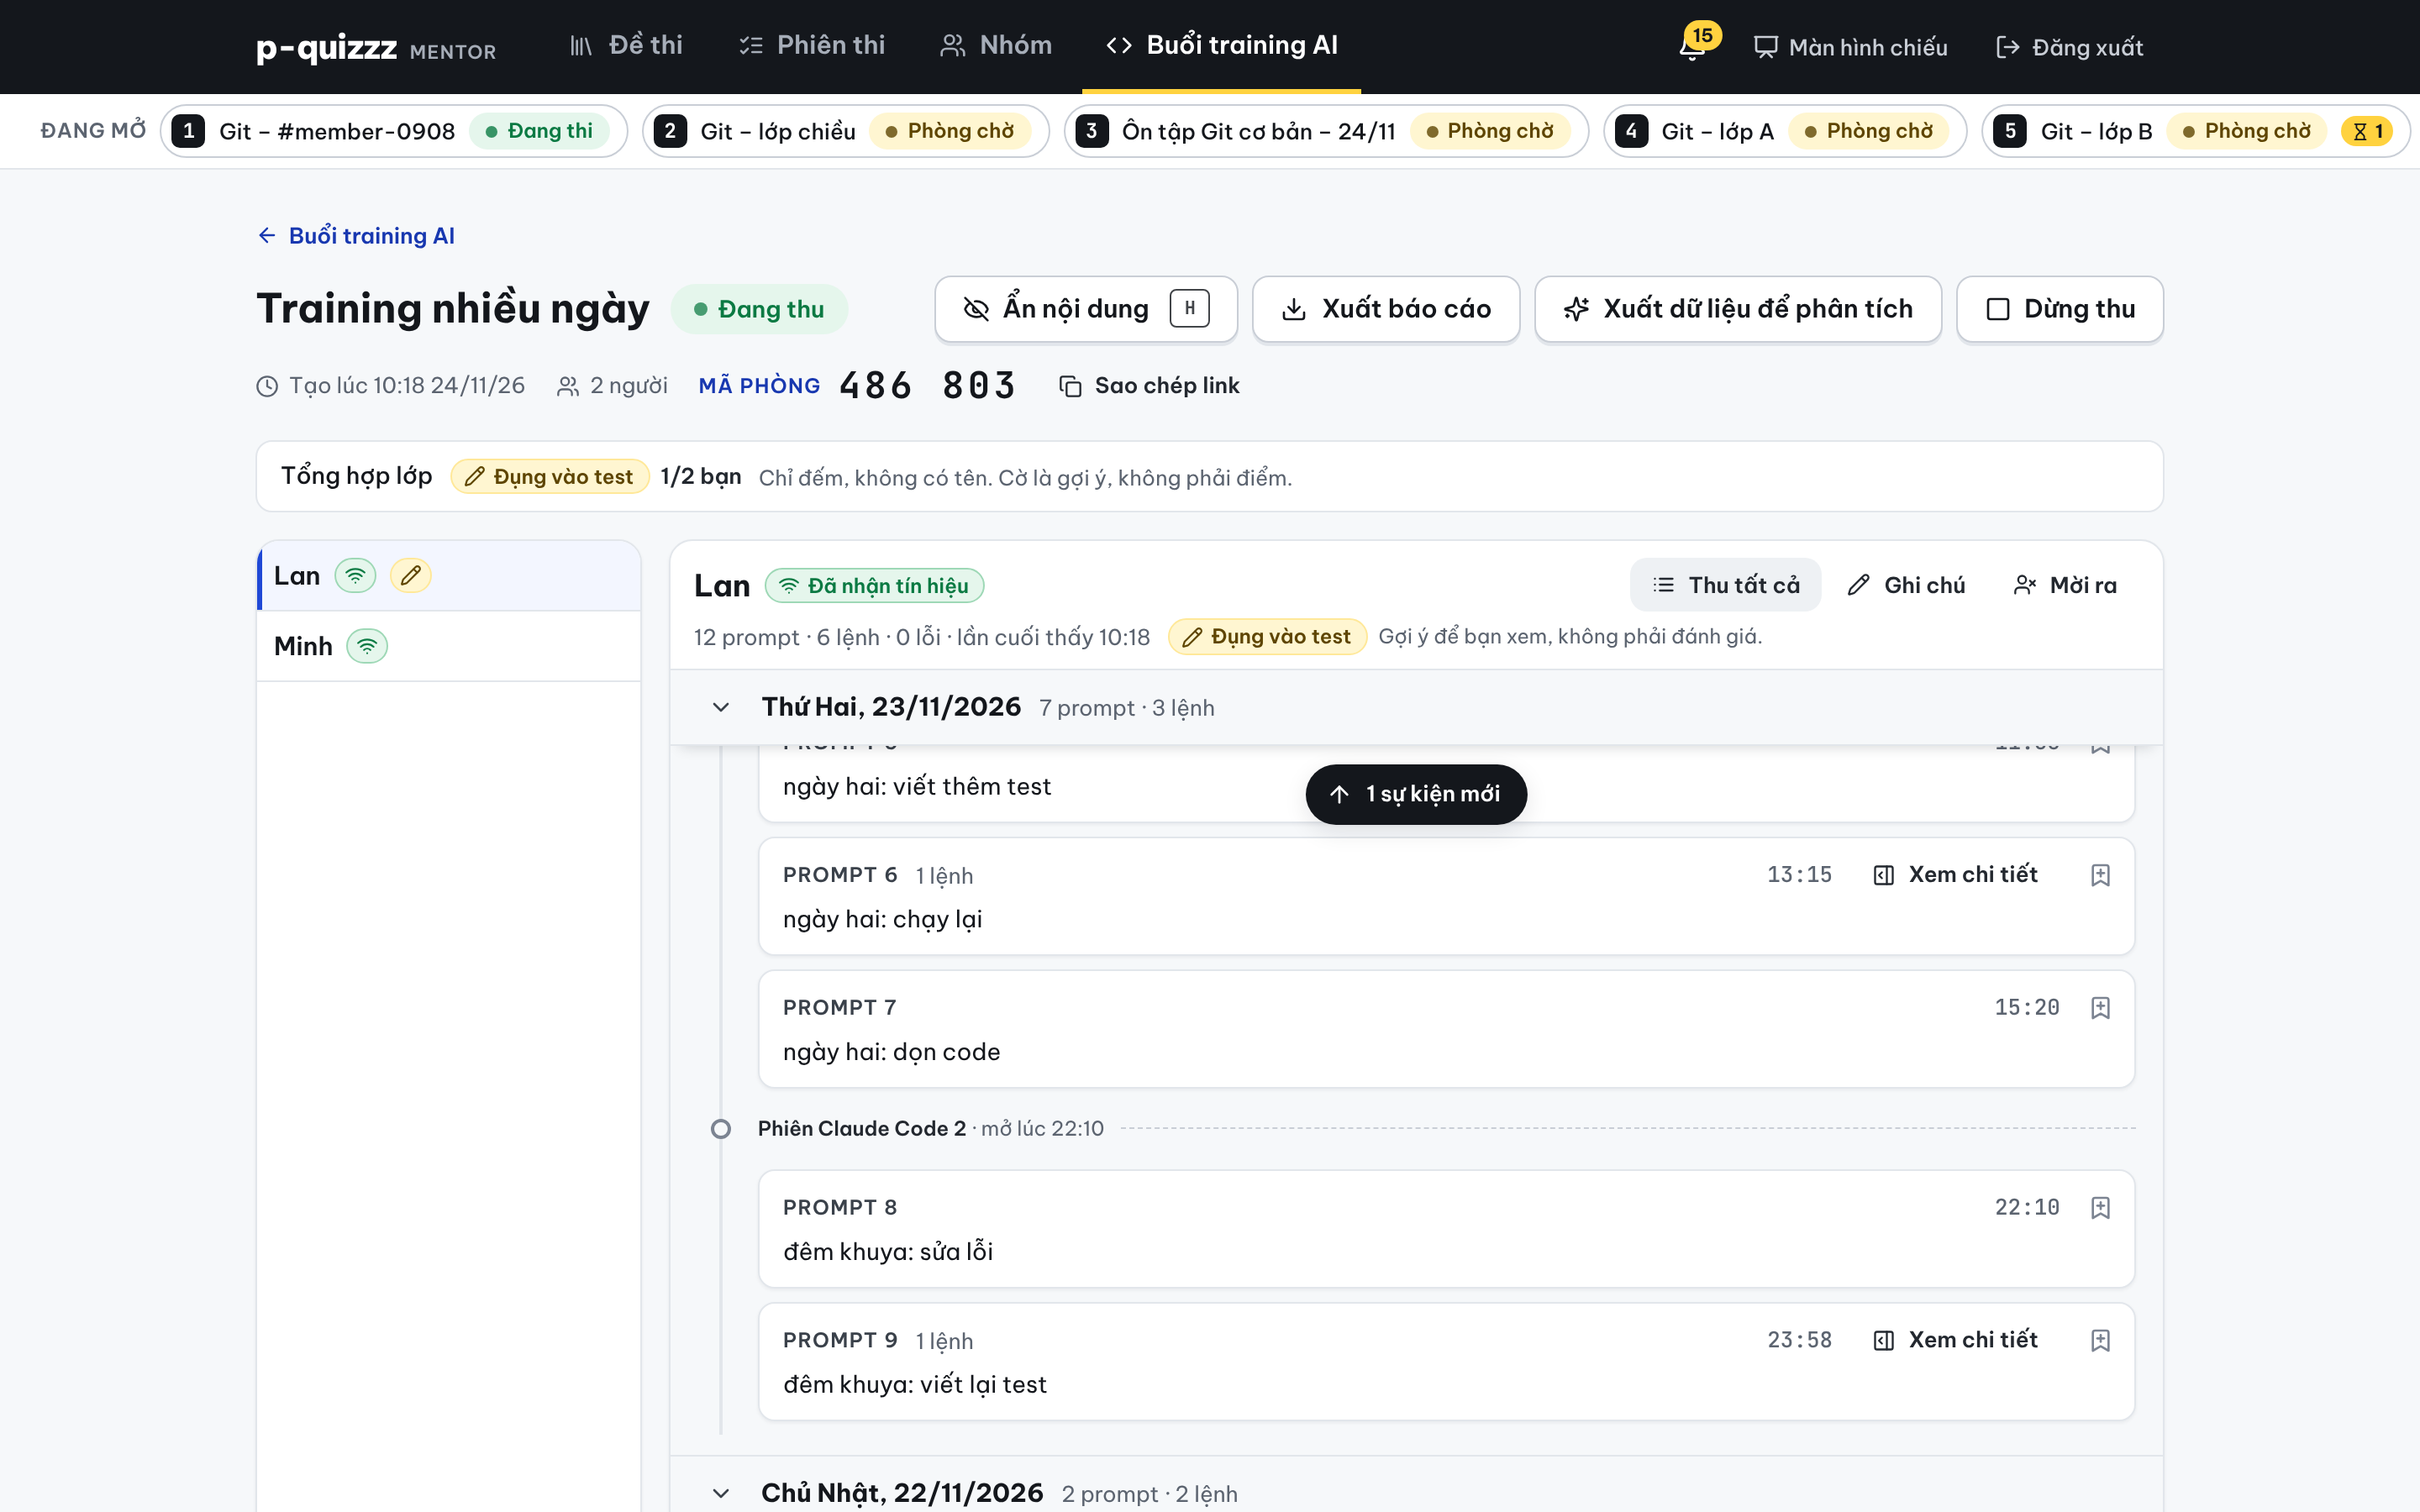 p-quizzz MENTOR Đề thi Phiên thi Nhóm Buổi training AI 15 Màn hình chiếu Đăng xuất
ĐANG MỞ 1 Git – #member-0908 Đang thi 2 Git – lớp chiều Phòng chờ 3 Ôn tập Git cơ bản – 24/11 Phòng chờ 4 Git – lớp A Phòng chờ 5 Git – lớp B Phòng chờ 1
Buổi training AI
Training nhiều ngày Đang thu Ẩn nội dung H Xuất báo cáo Xuất dữ liệu để phân tích Dừng thu
Tạo lúc 10:18 24/11/26 2 người MÃ PHÒNG 486 803 Sao chép link
Tổng hợp lớp Đụng vào test 1/2 bạn Chỉ đếm, không có tên. Cờ là gợi ý, không phải điểm.
Lan
Minh
Lan Đã nhận tín hiệu Thu tất cả Ghi chú Mời ra
12 prompt · 6 lệnh · 0 lỗi · lần cuối thấy 10:18 Đụng vào test Gợi ý để bạn xem, không phải đánh giá.
Thứ Hai, 23/11/2026 7 prompt · 3 lệnh
ngày hai: viết thêm test
1 sự kiện mới
PROMPT 6 1 lệnh 13:15 Xem chi tiết
ngày hai: chạy lại
PROMPT 7 15:20
ngày hai: dọn code
Phiên Claude Code 2 · mở lúc 22:10
PROMPT 8 22:10
đêm khuya: sửa lỗi
PROMPT 9 1 lệnh 23:58 Xem chi tiết
đêm khuya: viết lại test
Chủ Nhật, 22/11/2026 2 prompt · 2 lệnh